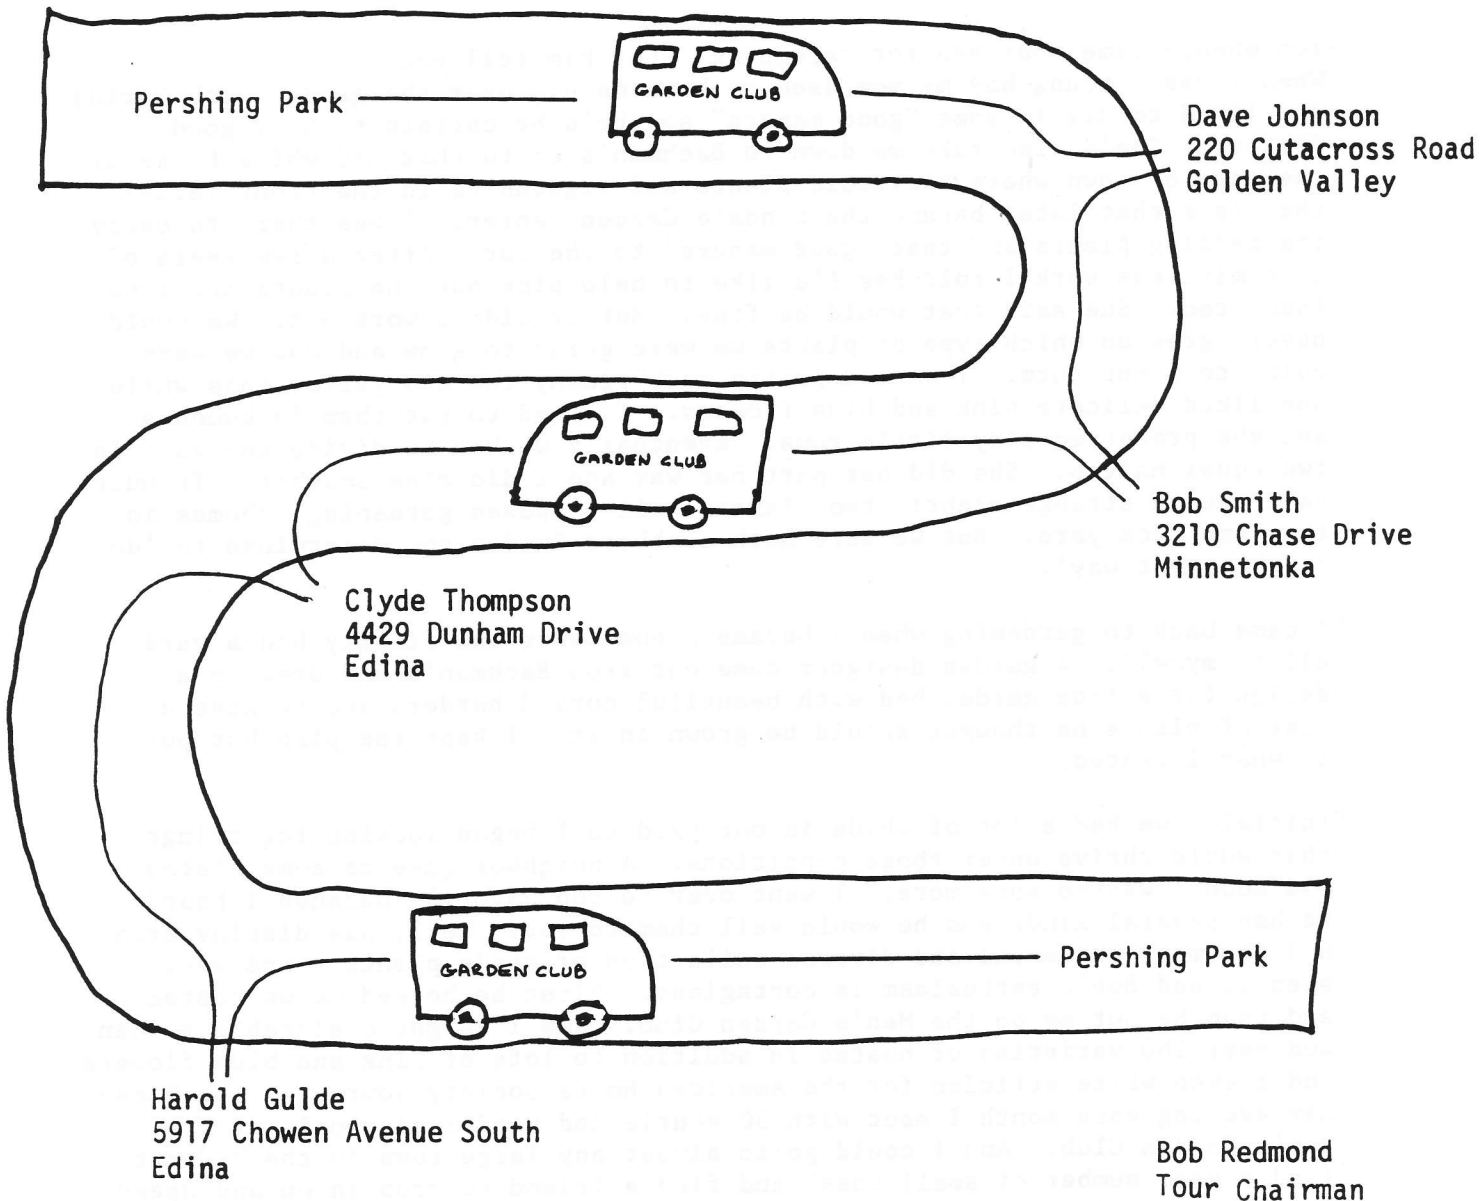 GARDEN CLUB
Pershing Park
Dave Johnson
220 Cutacross Road
Golden Valley
GARDEN CLUB
Bob Smith
3210 Chase Drive
Minnetonka
Clyde Thompson
4429 Dunham Drive
Edina
GARDEN CLUB
Pershing Park
Harold Gulde
5917 Chowen Avenue South
Edina
Bob Redmond
Tour Chairman